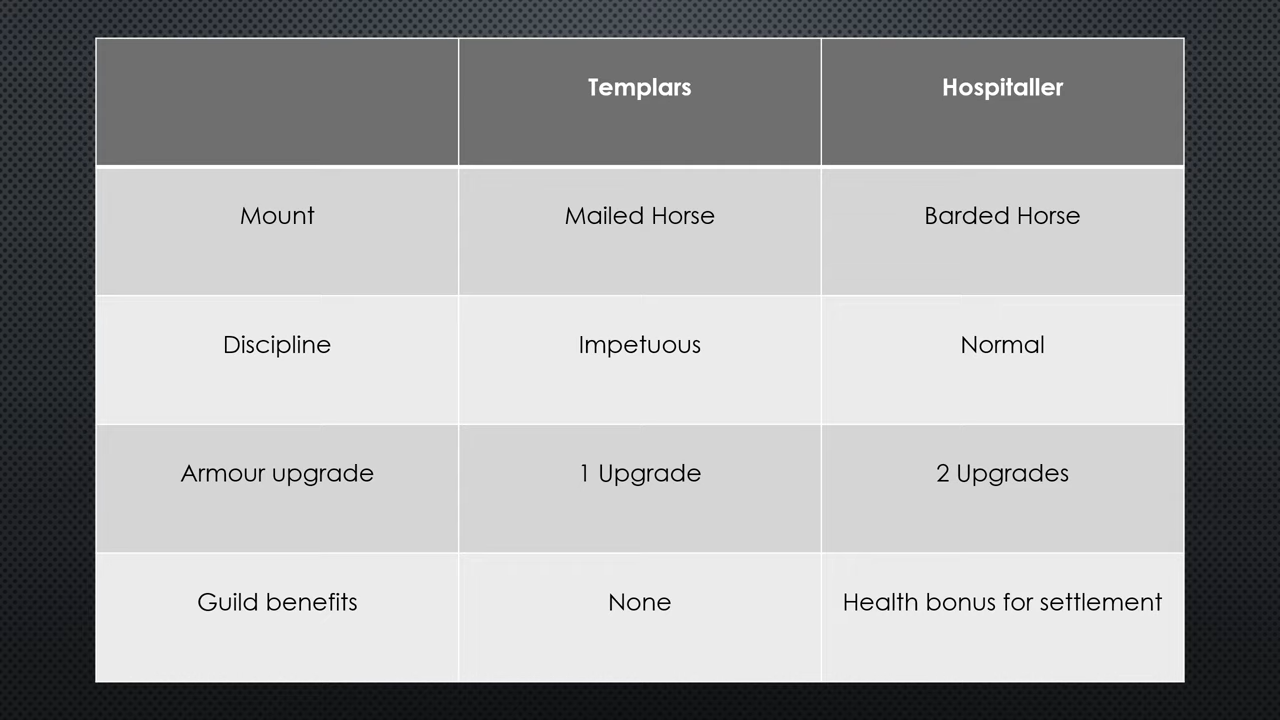 Templars Hospitaller
Mount Mailed Horse Barded Horse
Discipline Impetuous Normal
Armour upgrade 1 Upgrade 2 Upgrades
Guild benefits None Health bonus for settlement